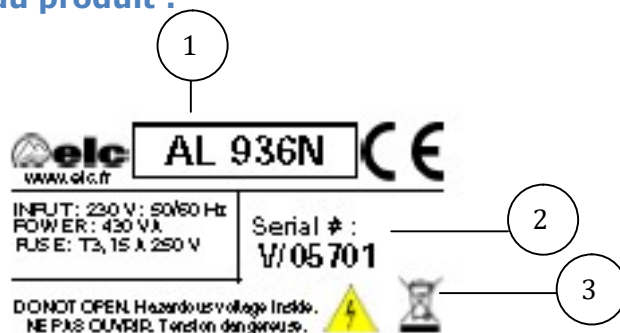 du produit :
1
elc
AL 936N
CE
www.elc.fr
INPUT: 230 V: 50/60 Hz
POWER: 430 VA
FUSE: T3,15 A 250 V
Serial # :
V/05701
2
3
DO NOT OPEN. Hazardous voltage inside.
NE PAS OUVRIR. Tension dangereuse.